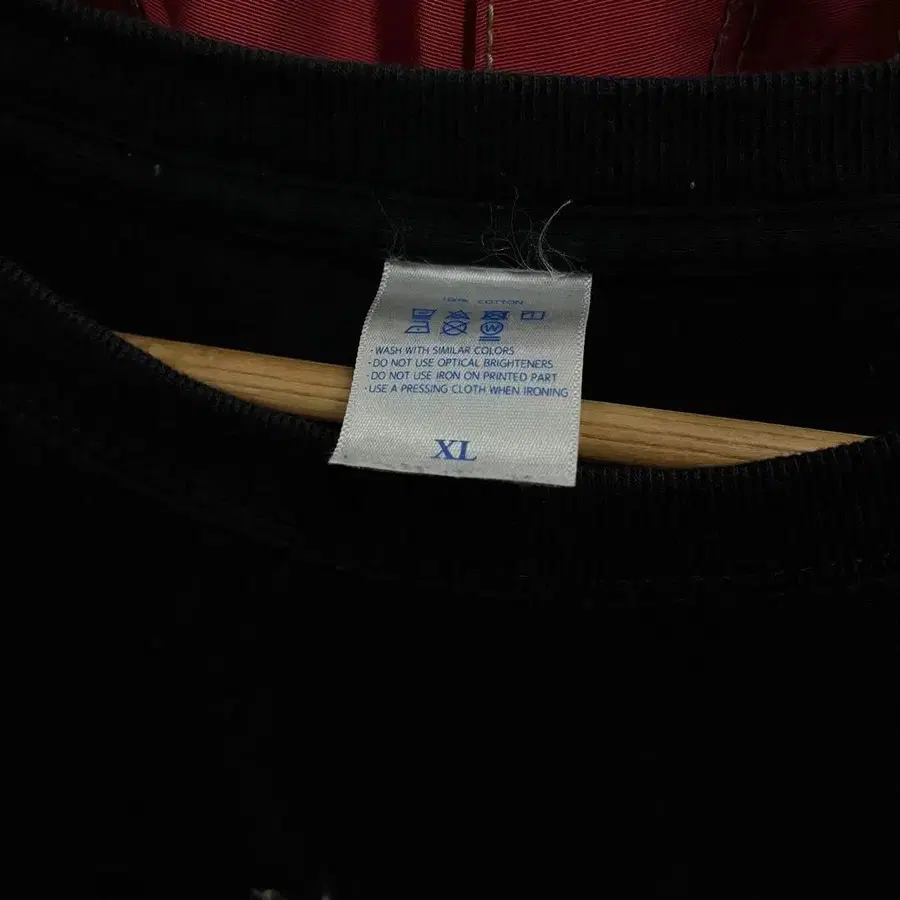 100% COTTON
W
· WASH WITH SIMILAR COLORS
· DO NOT USE OPTICAL BRIGHTENERS
· DO NOT USE IRON ON PRINTED PART
· USE A PRESSING CLOTH WHEN IRONING
XL